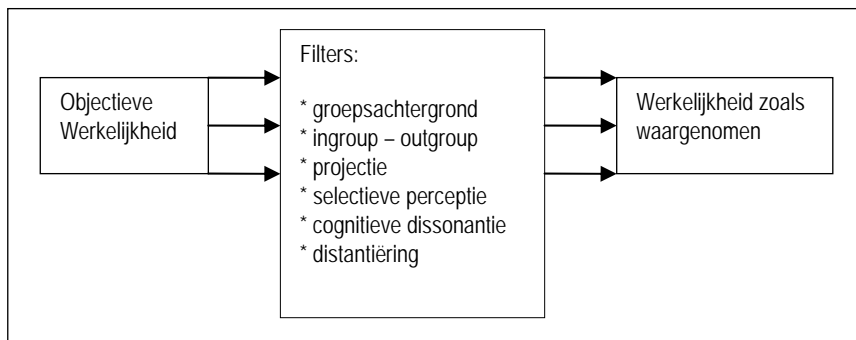 Objectieve
Werkelijkheid
Filters:
* groepsachtergrond
* ingroup – outgroup
* projectie
* selectieve perceptie
* cognitieve dissonantie
* distantiëring
Werkelijkheid zoals
waargenomen